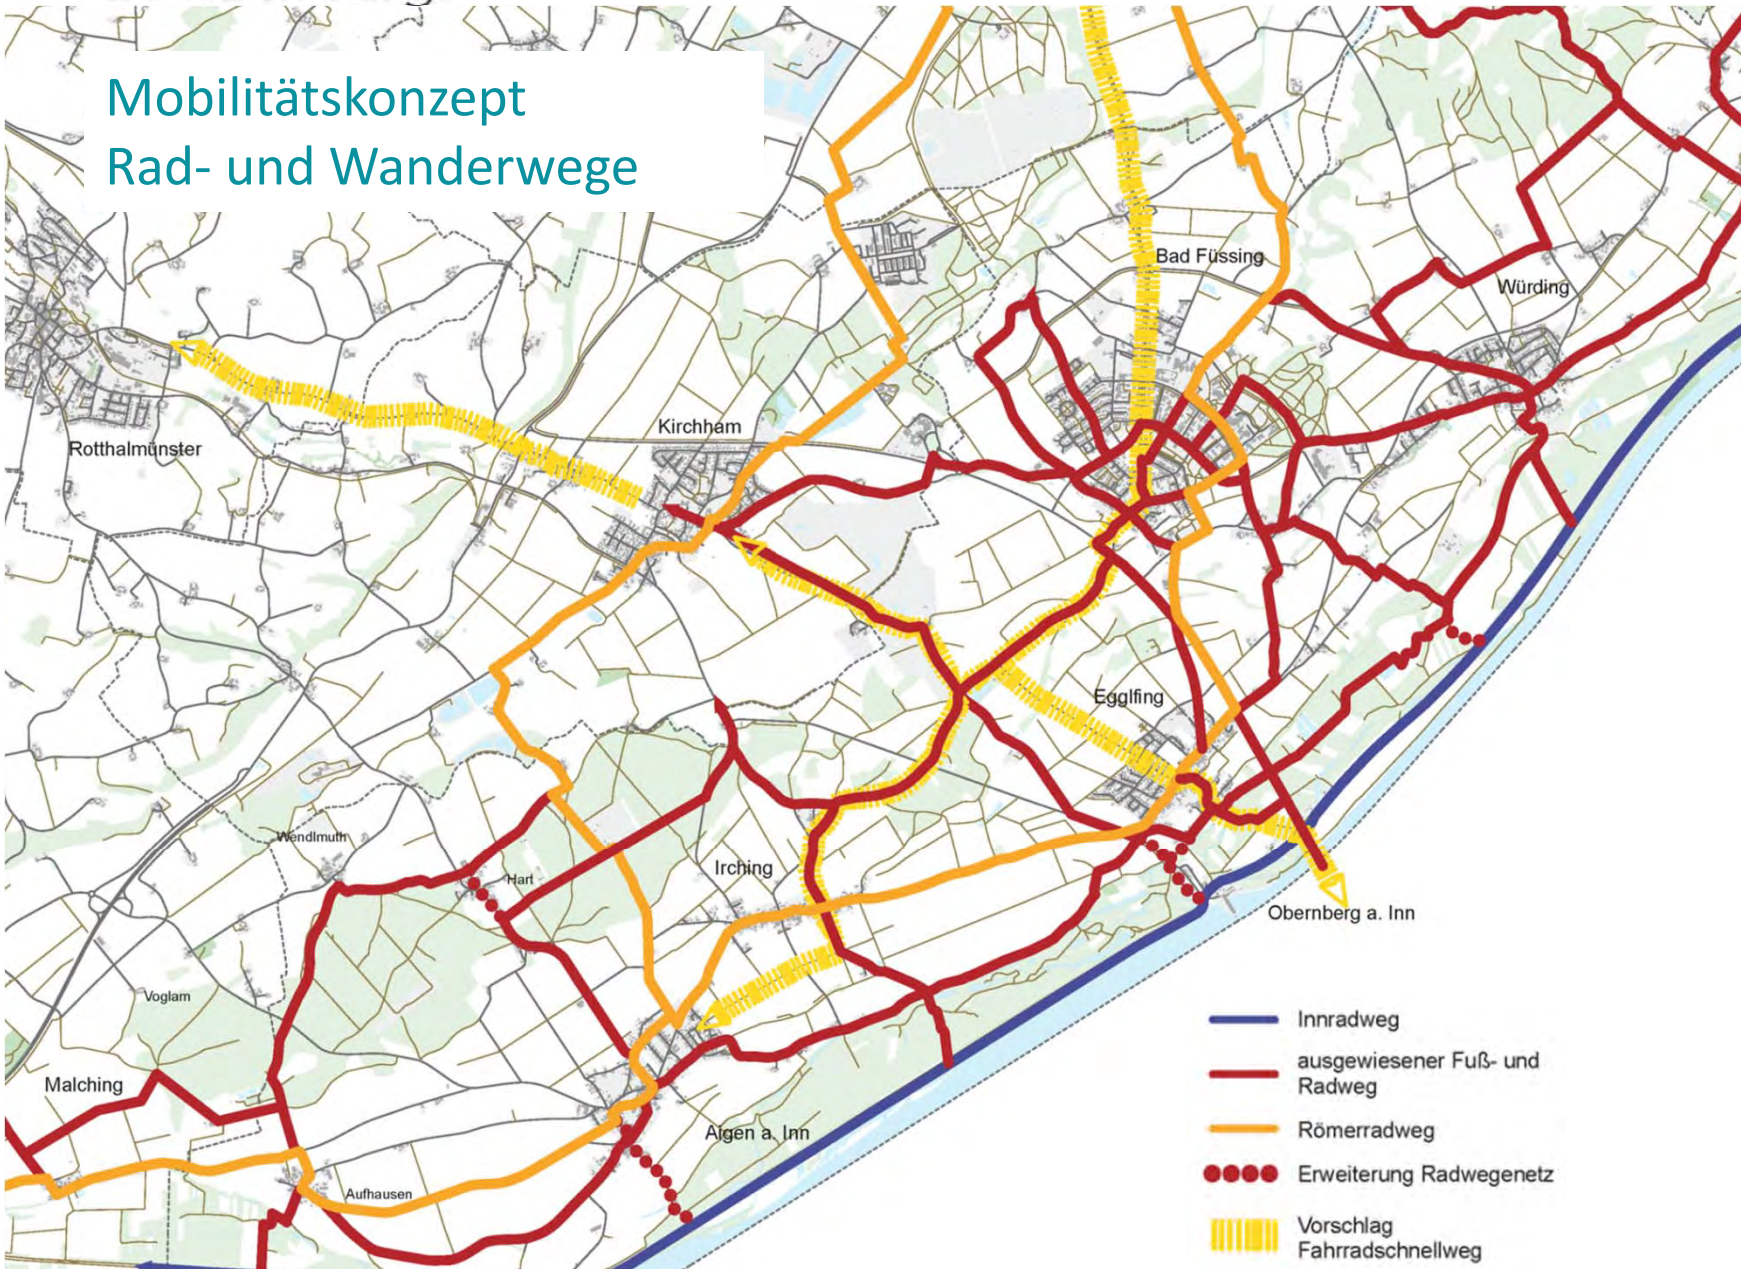 Mobilitätskonzept
Rad- und Wanderwege
Bad Füssing
Würding
Kirchham
Rotthalmünster
Egglfing
Wendlmuth
Irching
Hart
Obernberg a. Inn
Voglam
Malching
Aigen a. Inn
Aufhausen
Innradweg
ausgewiesener Fuß- und
Radweg
Römerradweg
Erweiterung Radwegenetz
Vorschlag
Fahrradschnellweg